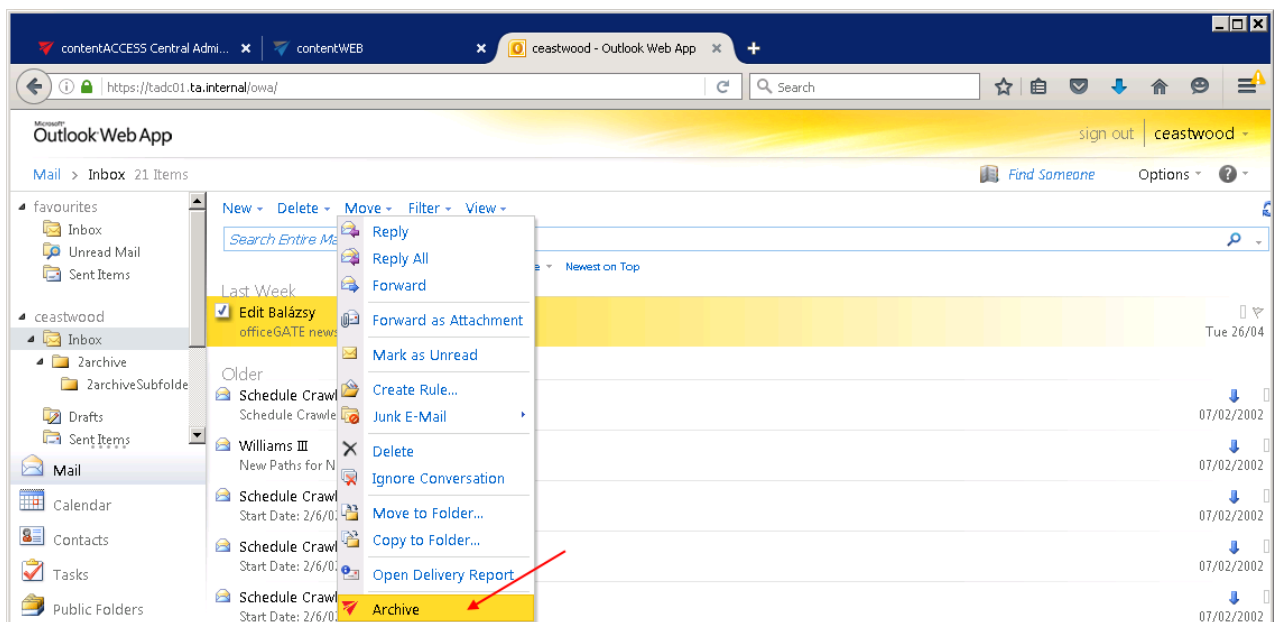 contentACCESS Central Admi...
contentWEB
ceastwood - Outlook Web App
https://tadc01.ta.internal/owa/
Search
Microsoft®
Outlook Web App
sign out
ceastwood
Mail > Inbox 21 Items
Find Someone
Options
favourites
Inbox
Unread Mail
Sent Items
ceastwood
Inbox
2archive
2archiveSubfolde
Drafts
Sent Items
Mail
Calendar
Contacts
Tasks
Public Folders
New Delete Move Filter View
Search Entire Ma
e Newest on Top
Last Week
Edit Balázsy
officeGATE news
Tue 26/04
Older
Schedule Crawl
Schedule Crawle
07/02/2002
Williams III
New Paths for N
07/02/2002
Schedule Crawl
Start Date: 2/6/0
07/02/2002
Schedule Crawl
Start Date: 2/6/0
07/02/2002
Schedule Crawl
Start Date: 2/6/0
07/02/2002
Reply
Reply All
Forward
Forward as Attachment
Mark as Unread
Create Rule...
Junk E-Mail
Delete
Ignore Conversation
Move to Folder...
Copy to Folder...
Open Delivery Report
Archive